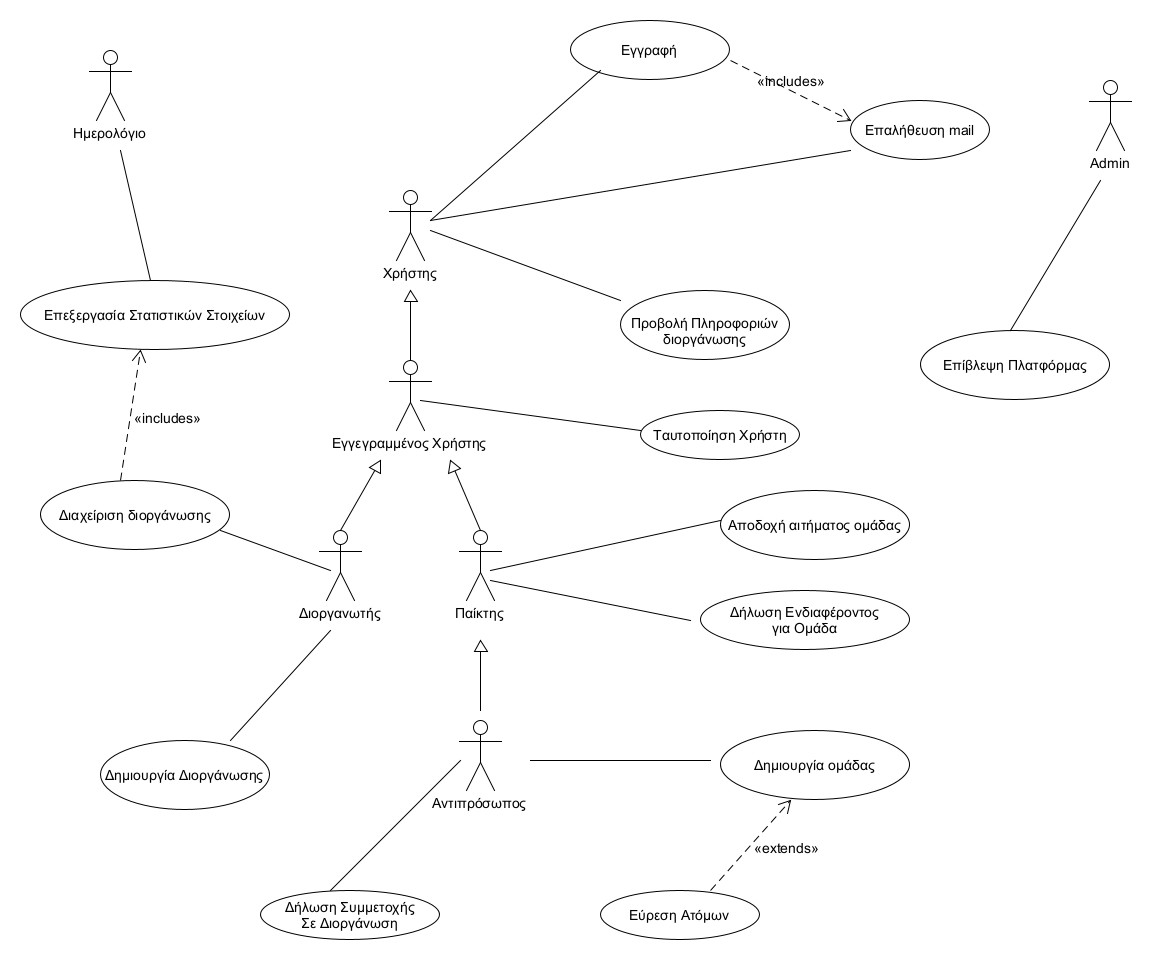 Εγγραφή
«includes»
Επαλήθευση mail
Ημερολόγιο
Admin
Χρήστης
Επεξεργασία Στατιστικών Στοιχείων
Προβολή Πληροφοριών
διοργάνωσης
Επίβλεψη Πλατφόρμας
«includes»
Ταυτοποίηση Χρήστη
Εγγεγραμμένος Χρήστης
Διαχείριση διοργάνωσης
Αποδοχή αιτήματος ομάδας
Διοργανωτής
Παίκτης
Δήλωση Ενδιαφέροντος
για Ομάδα
Δημιουργία Διοργάνωσης
Δημιουργία ομάδας
Αντιπρόσωπος
«extends»
Δήλωση Συμμετοχής
Σε Διοργάνωση
Εύρεση Ατόμων